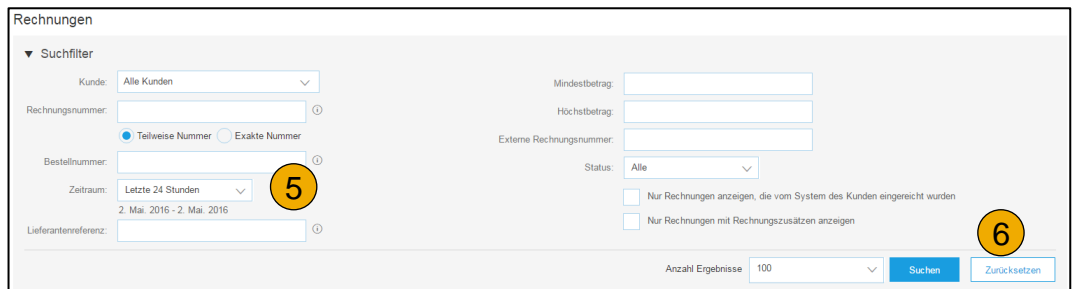 Rechnungen
▼ Suchfilter
Kunde: Alle Kunden
Rechnungsnummer:
Teilweise Nummer Exakte Nummer
Bestellnummer:
Zeitraum: Letzte 24 Stunden
5
2. Mai. 2016 - 2. Mai. 2016
Lieferantenreferenz:
Mindestbetrag:
Höchstbetrag:
Externe Rechnungsnummer:
Status: Alle
Nur Rechnungen anzeigen, die vom System des Kunden eingereicht wurden
Nur Rechnungen mit Rechnungszusätzen anzeigen
6
Anzahl Ergebnisse 100 Suchen Zurücksetzen